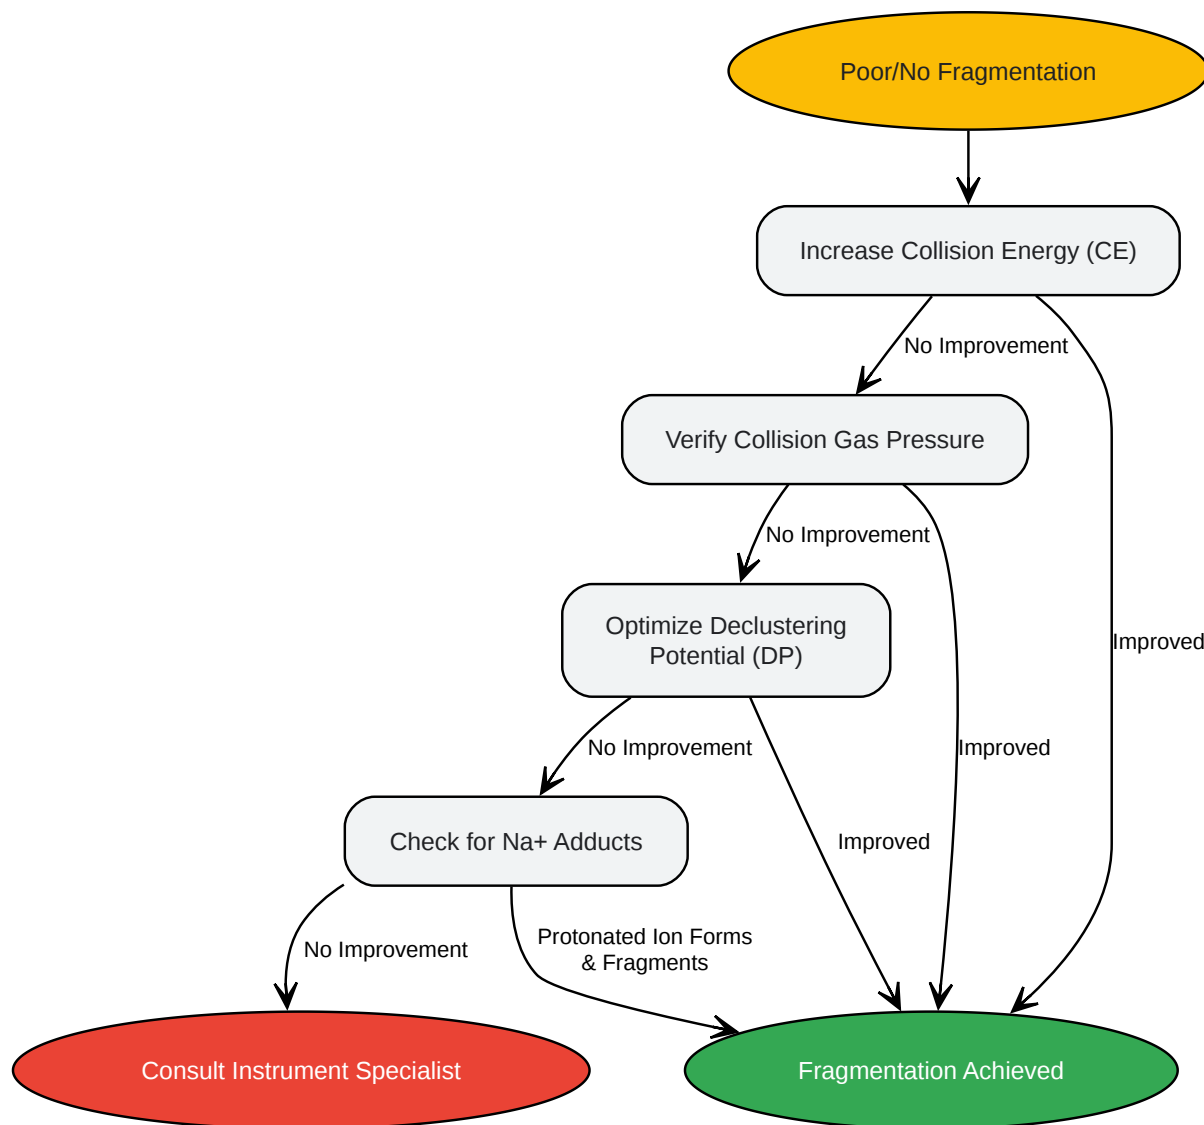 Poor/No Fragmentation
Increase Collision Energy (CE)
No Improvement
Verify Collision Gas Pressure
No Improvement
Optimize Declustering
Potential (DP)
Improved
No Improvement
Improved
Check for Na+ Adducts
Improved
Protonated Ion Forms
& Fragments
No Improvement
Consult Instrument Specialist
Fragmentation Achieved